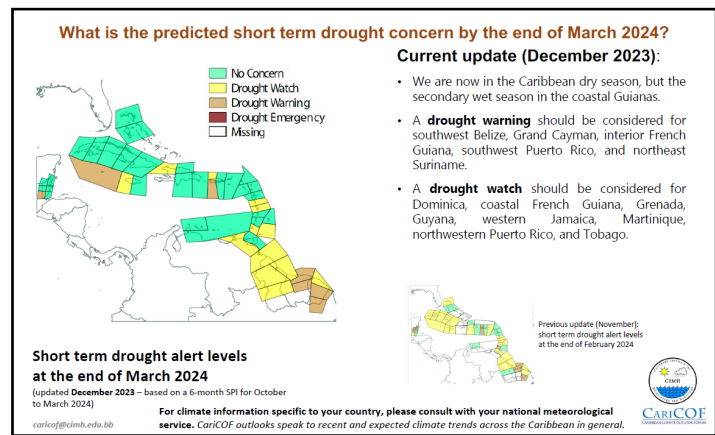 What is the predicted short term drought concern by the end of March 2024?
No Concern
Drought Watch
Drought Warning
Drought Emergency
Missing
Current update (December 2023):
• We are now in the Caribbean dry season, but the
secondary wet season in the coastal Guianas.
• A drought warning should be considered for
southwest Belize, Grand Cayman, interior French
Guiana, southwest Puerto Rico, and northeast
Suriname.
• A drought watch should be considered for
Dominica, coastal French Guiana, Grenada,
Guyana, western Jamaica, Martinique,
northwestern Puerto Rico, and Tobago.
Previous update (November):
short term drought alert levels
at the end of February 2024
Short term drought alert levels
at the end of March 2024
(updated December 2023 – based on a 6-month SPI for October
to March 2024)
caricof@cimh.edu.bb
For climate information specific to your country, please consult with your national meteorological
service. CariCOF outlooks speak to recent and expected climate trends across the Caribbean in general.
CIMH
CARICOF
CARIBBEAN CLIMATE OUTLOOK FORUM